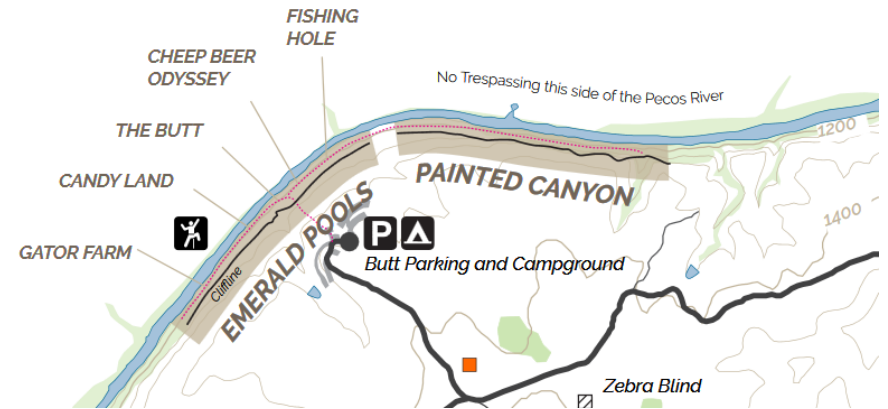 FISHING
HOLE
CHEEP BEER
ODYSSEY
No Trespassing this side of the Pecos River
THE BUTT
1200
CANDY LAND
PAINTED CANYON
1400
GATOR FARM
Cliffline
EMERALD POOLS
P
Butt Parking and Campground
Zebra Blind